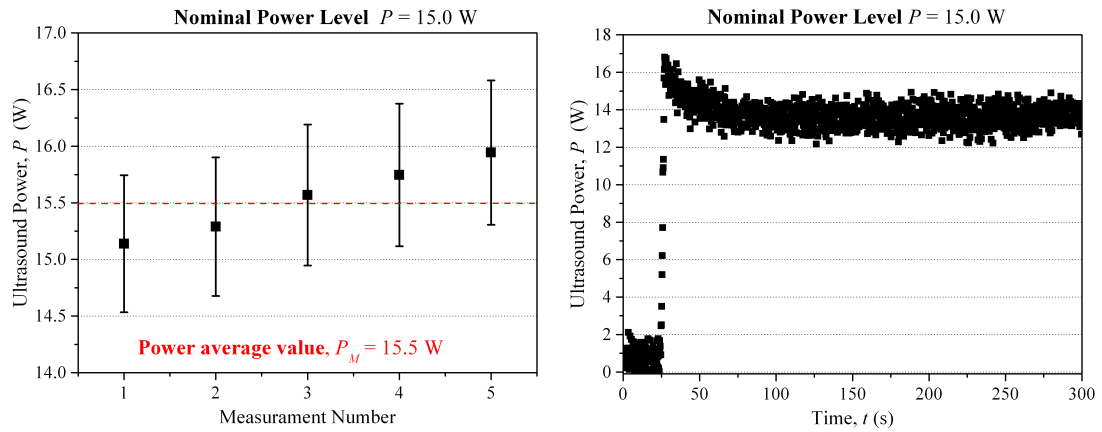 Nominal Power Level P = 15.0 W
17.0
16.5
16.0
15.5
15.0
14.5
14.0
Ultrasound Power, P (W)
Power average value, P_M = 15.5 W
1 2 3 4 5
Measurament Number
Nominal Power Level P = 15.0 W
18
16
14
12
10
8
6
4
2
0
Ultrasound Power, P (W)
0 50 100 150 200 250 300
Time, t (s)